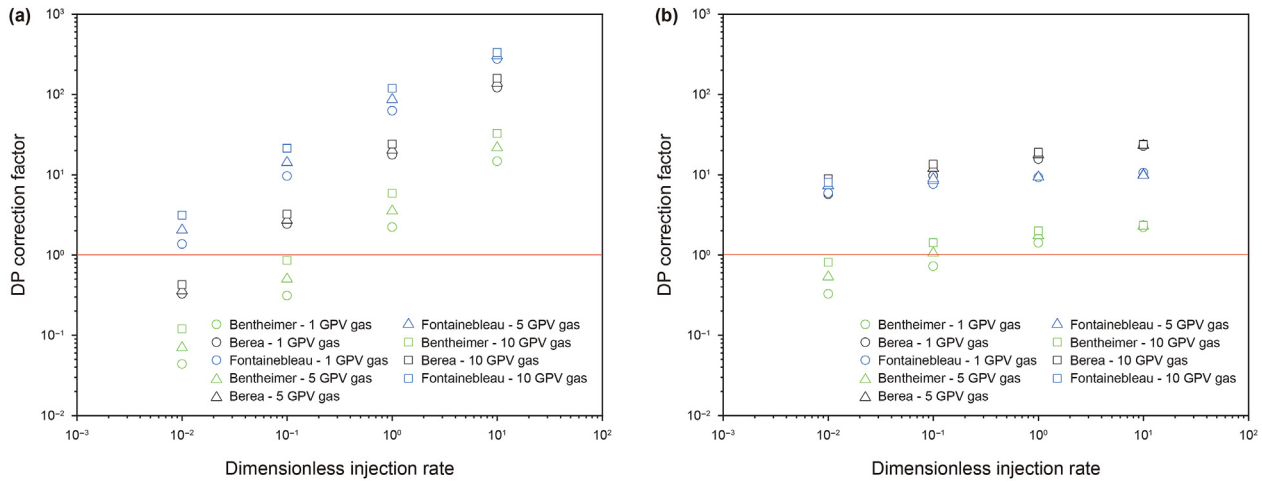 (a)
10³
10²
10¹
10⁰
10⁻¹
10⁻²
DP correction factor
Bentheimer - 1 GPV gas
Berea - 1 GPV gas
Fontainebleau - 1 GPV gas
Bentheimer - 5 GPV gas
Berea - 5 GPV gas
Fontainebleau - 5 GPV gas
Bentheimer - 10 GPV gas
Berea - 10 GPV gas
Fontainebleau - 10 GPV gas
10⁻³ 10⁻² 10⁻¹ 10⁰ 10¹ 10²
Dimensionless injection rate
(b)
10³
10²
10¹
10⁰
10⁻¹
10⁻²
DP correction factor
Bentheimer - 1 GPV gas
Berea - 1 GPV gas
Fontainebleau - 1 GPV gas
Bentheimer - 5 GPV gas
Berea - 5 GPV gas
Fontainebleau - 5 GPV gas
Bentheimer - 10 GPV gas
Berea - 10 GPV gas
Fontainebleau - 10 GPV gas
10⁻³ 10⁻² 10⁻¹ 10⁰ 10¹ 10²
Dimensionless injection rate